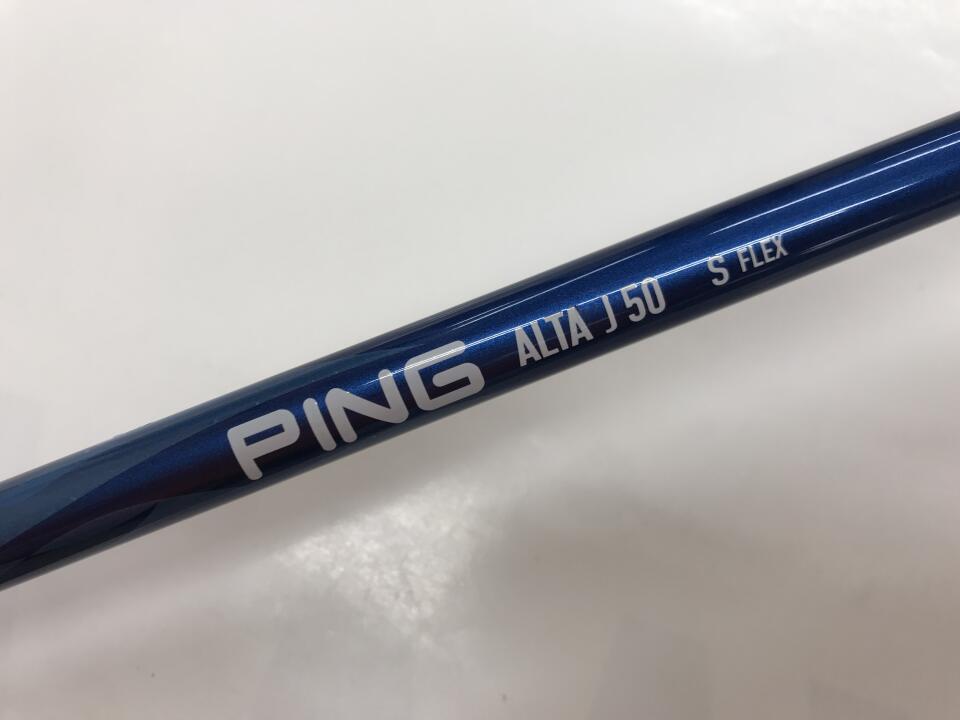 PING ALTA J 50 S FLEX